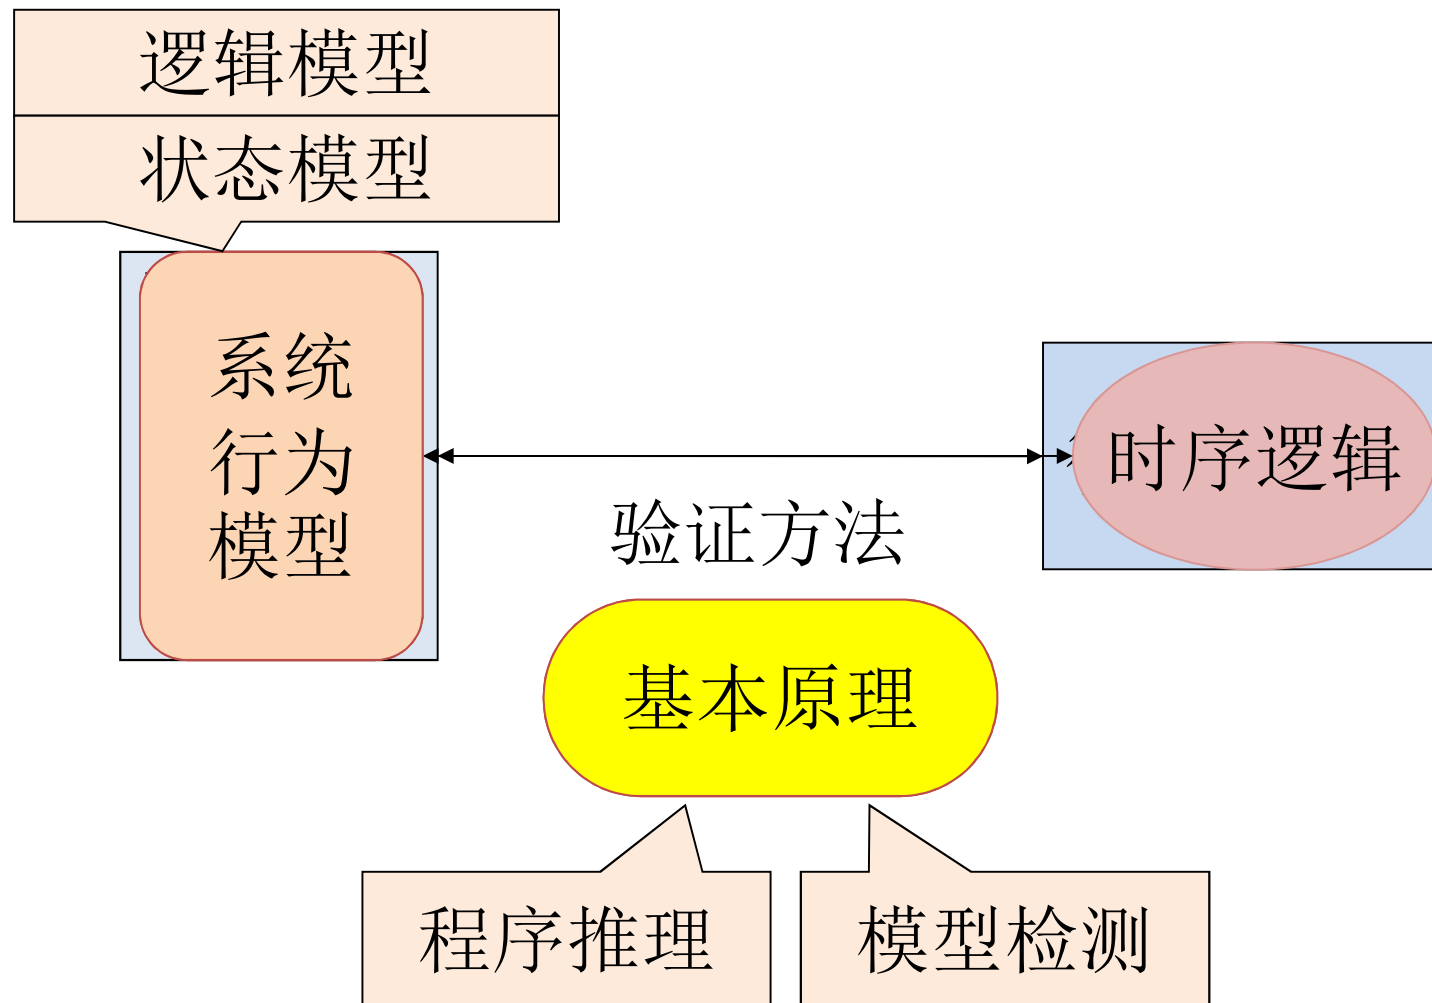 逻辑模型
状态模型
系统
行为
模型
时序逻辑
验证方法
基本原理
程序推理
模型检测